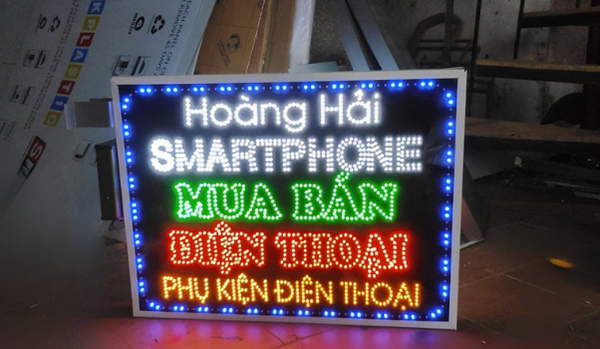 Hoàng Hải
SMARTPHONE
MUA BÁN
ĐIỆN THOẠI
PHỤ KIỆN ĐIỆN THOẠI